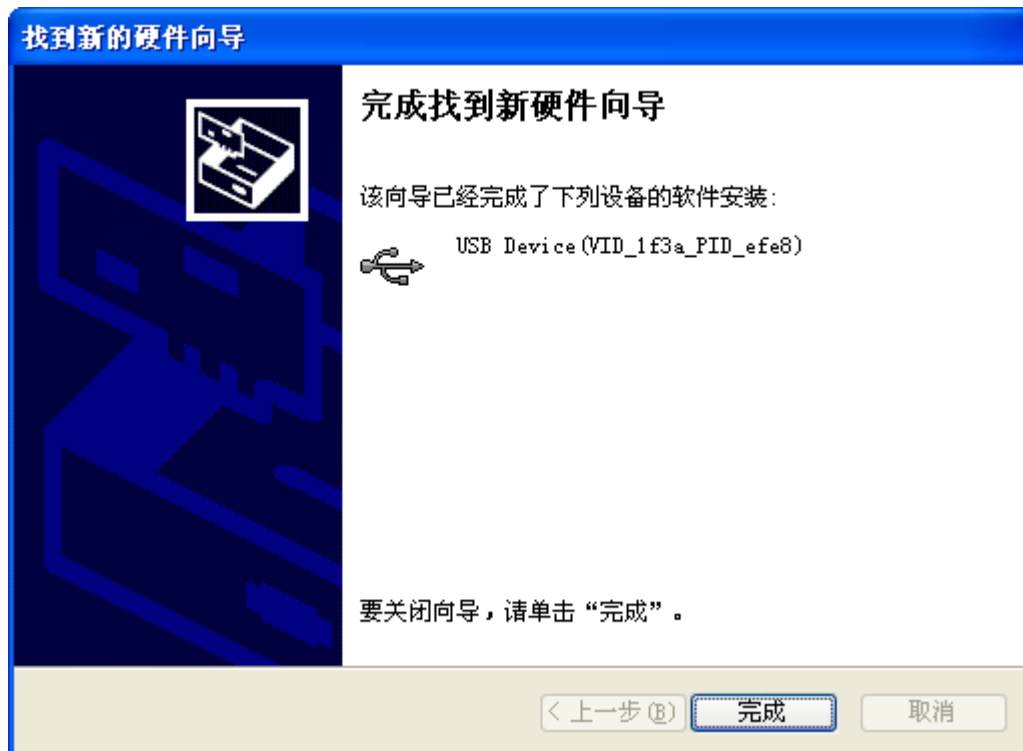 找到新的硬件向导
完成找到新硬件向导
该向导已经完成了下列设备的软件安装:
USB Device(VID_1f3a_PID_efe8)
要关闭向导，请单击“完成”。
< 上一步(B)
完成
取消